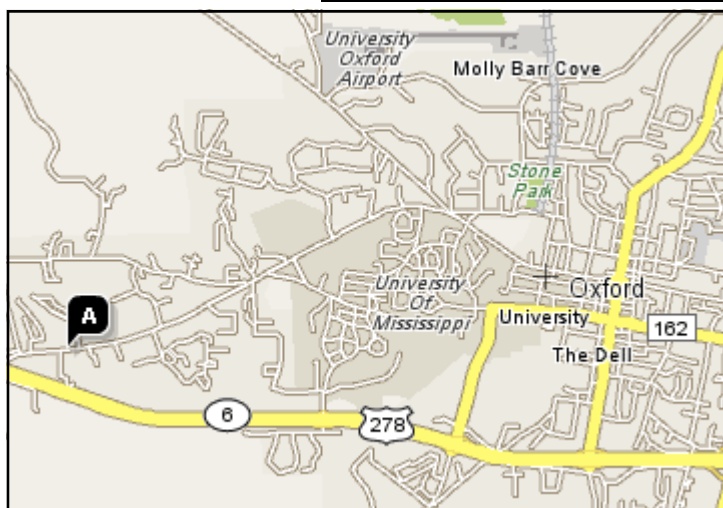 University
Oxford
Airport
Molly Barr Cove
Stone
Park
University
Of
Mississippi
Oxford
University
162
The Dell
A
6
278